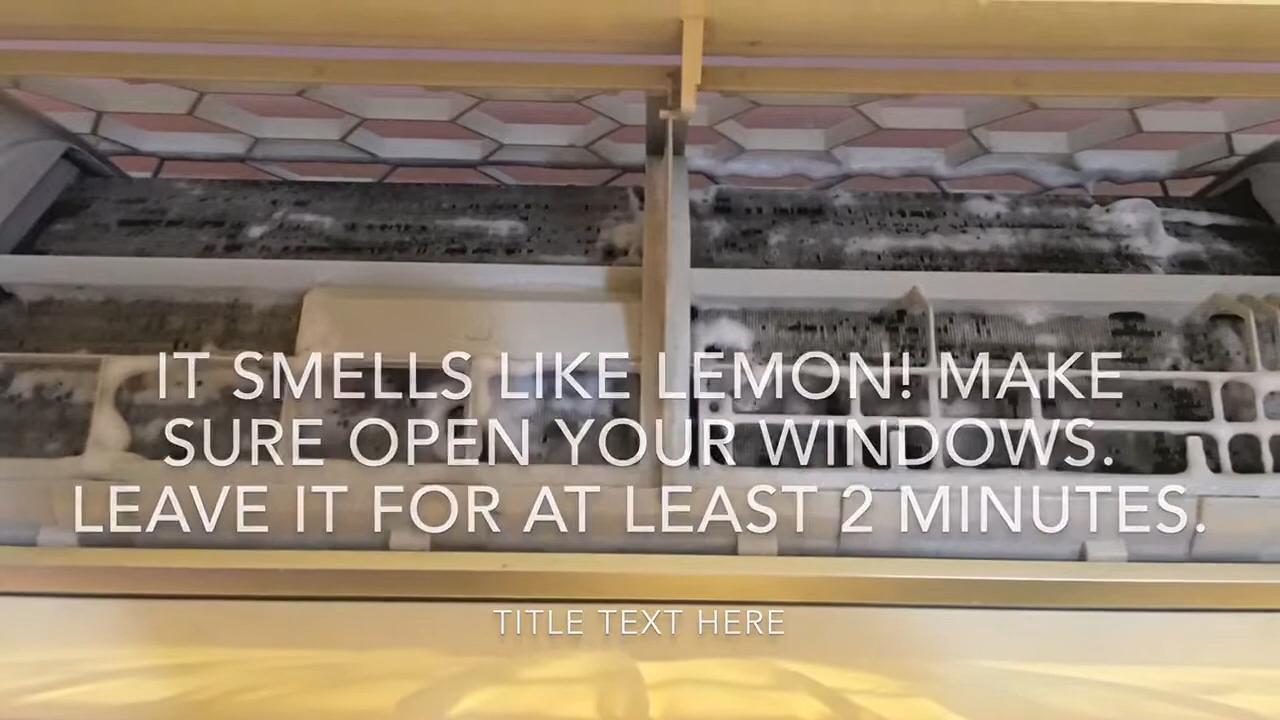 IT SMELLS LIKE LEMON! MAKE
SURE OPEN YOUR WINDOWS.
LEAVE IT FOR AT LEAST 2 MINUTES.
TITLE TEXT HERE